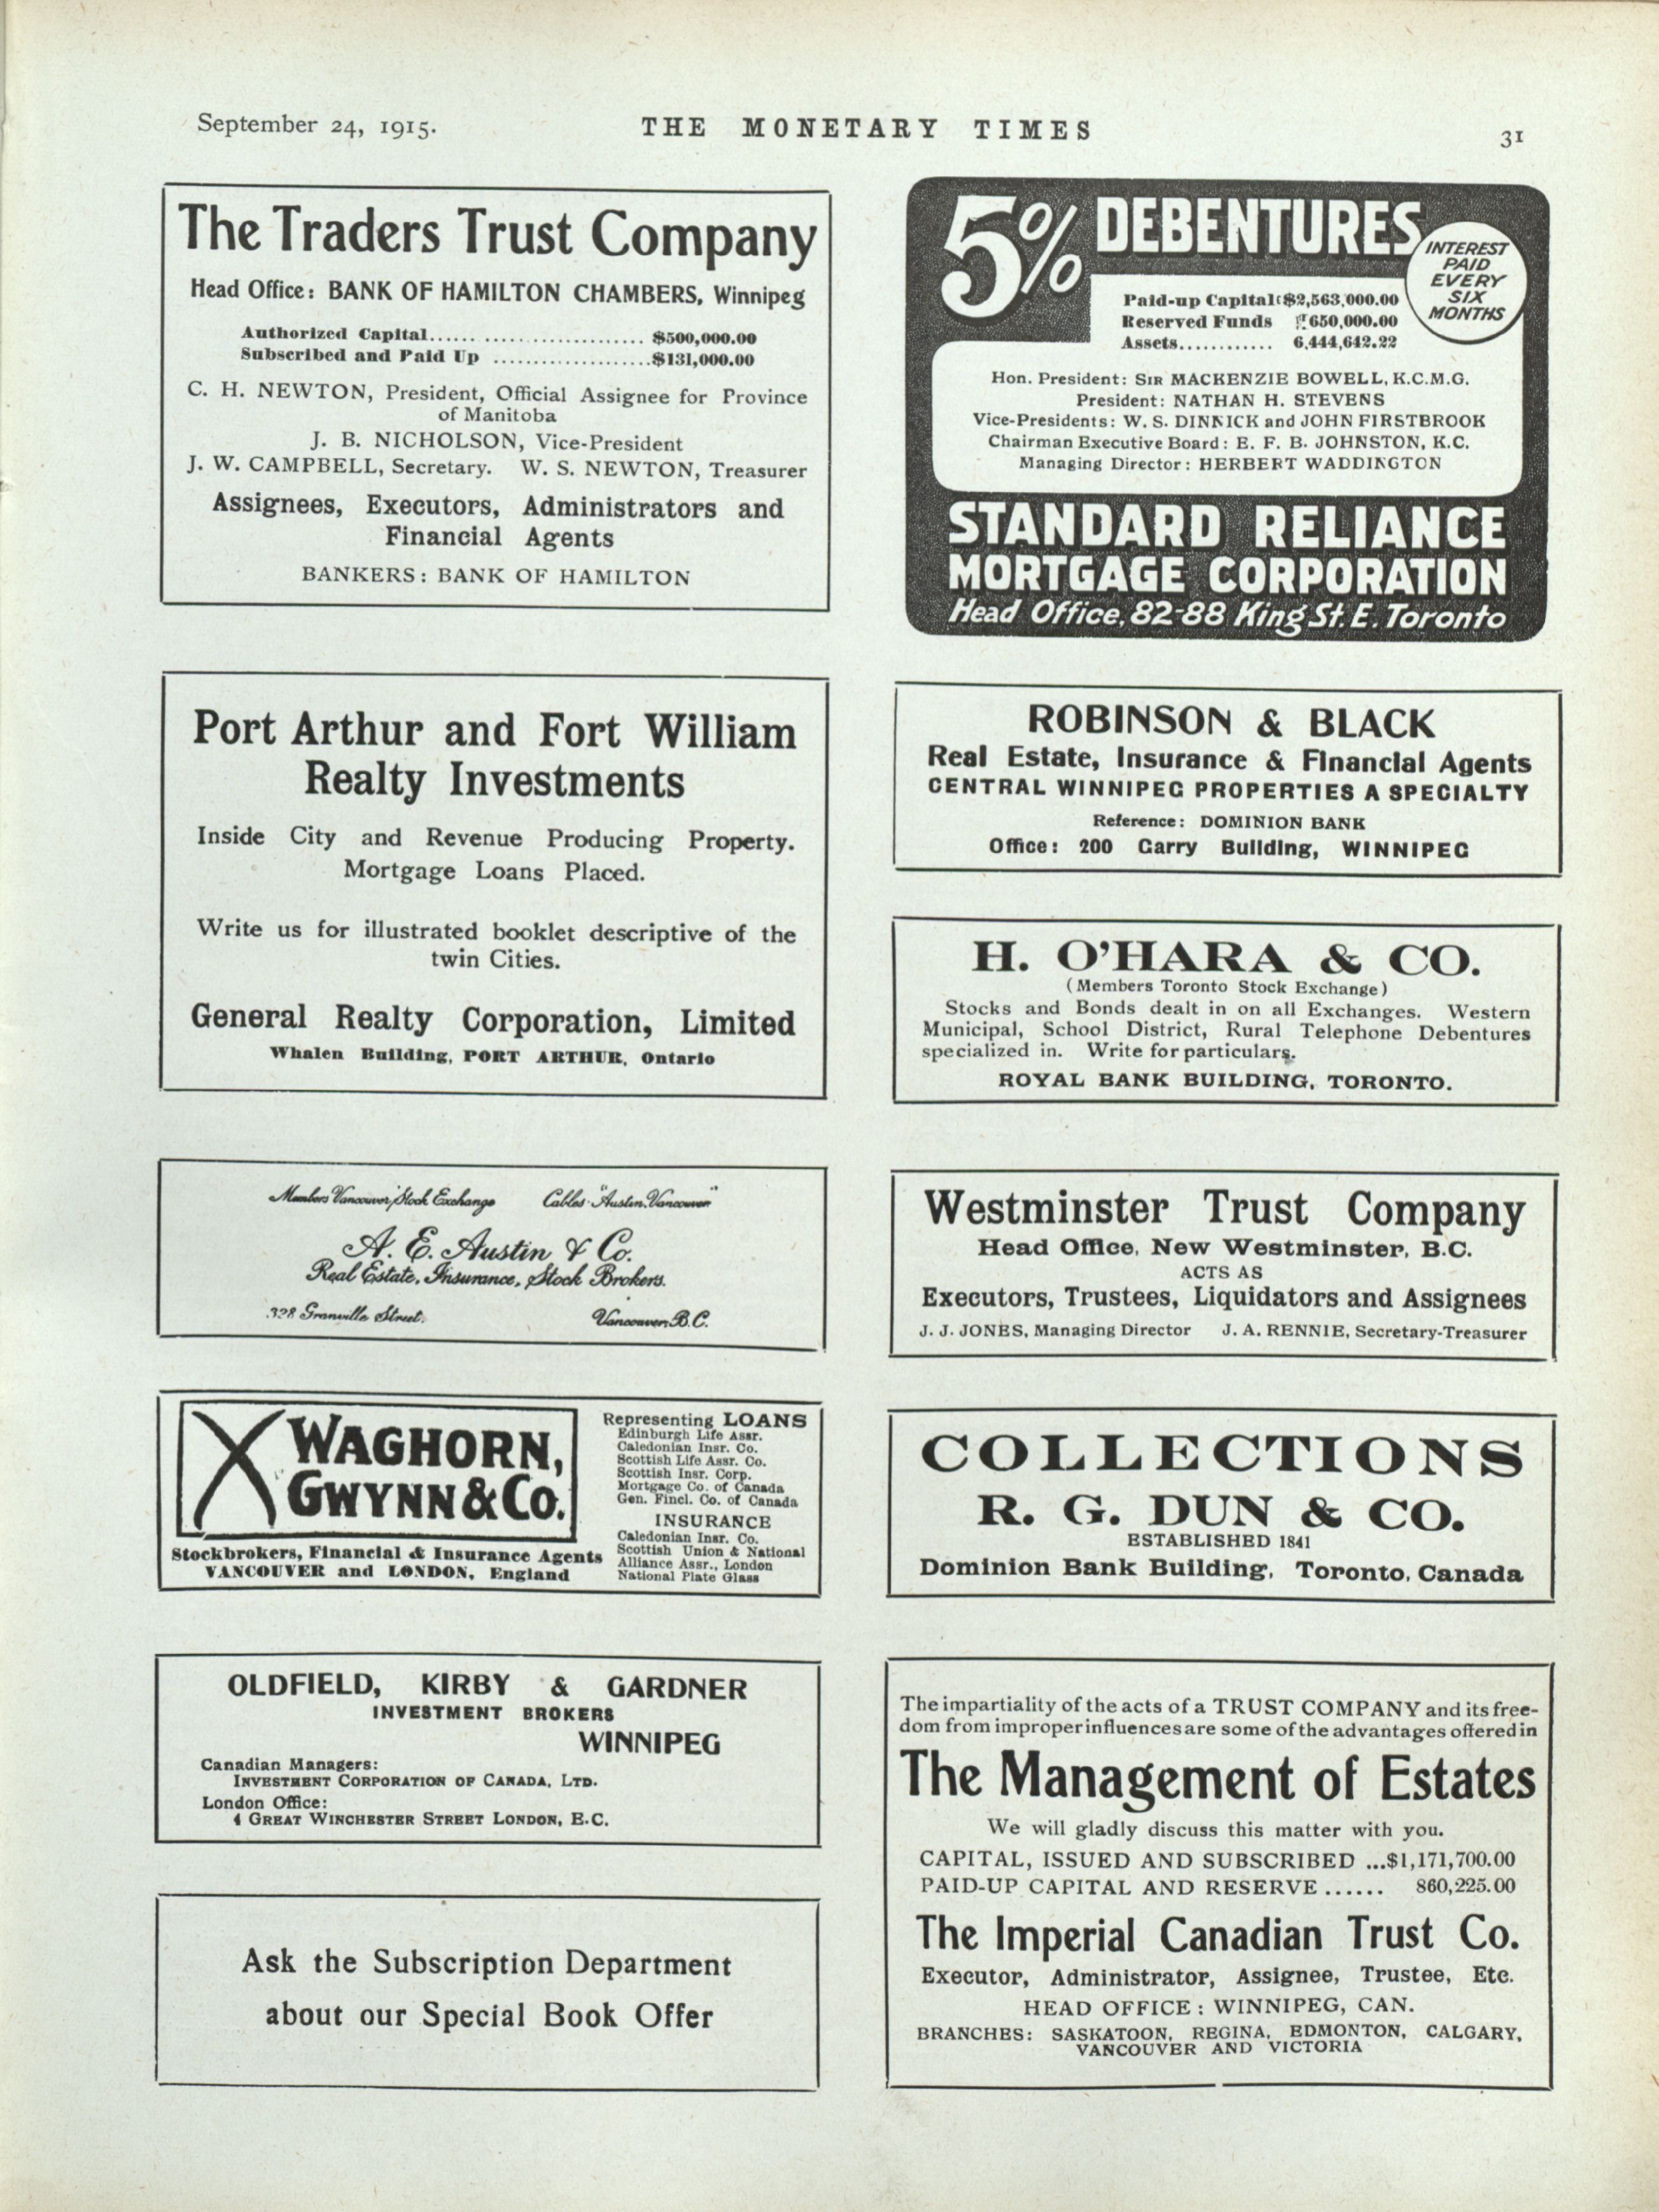 September 24, 1915.
THE MONETARY TIMES
31
The Traders Trust Company
Head Office: BANK OF HAMILTON CHAMBERS, Winnipeg
Authorized Capital...... ...................... $500,000.00
Subscribed and Paid Up ......................$131,000.00
C. H. NEWTON, President, Official Assignee for Province
of Manitoba
J. B. NICHOLSON, Vice-President
J. W. CAMPBELL, Secretary. W. S. NEWTON, Treasurer
Assignees, Executors, Administrators and
Financial Agents
BANKERS: BANK OF HAMILTON
Port Arthur and Fort William
Realty Investments
Inside City and Revenue Producing Property.
Mortgage Loans Placed.
Write us for illustrated booklet descriptive of the
twin Cities.
General Realty Corporation, Limited
Whalen Building, PORT ARTHUR, Ontario
Members Vancouver Stock Exchange Cables "Austin, Vancouver"
A. E. Austin & Co.
Real Estate, Insurance, Stock Brokers.
328 Granville Street. Vancouver, B.C.
WAGHORN,
GWYNN & CO.
Stockbrokers, Financial & Insurance Agents
VANCOUVER and LONDON, England
Representing LOANS
Edinburgh Life Assr.
Caledonian Insr. Co.
Scottish Life Assr. Co.
Scottish Insr. Corp.
Mortgage Co. of Canada
Gen. Fincl. Co. of Canada
INSURANCE
Caledonian Insr. Co.
Scottish Union & National
Alliance Assr., London
National Plate Glass
OLDFIELD, KIRBY & GARDNER
INVESTMENT BROKERS
WINNIPEG
Canadian Managers:
INVESTMENT CORPORATION OF CANADA, LTD.
London Office:
4 GREAT WINCHESTER STREET LONDON, E.C.
Ask the Subscription Department
about our Special Book Offer
5% DEBENTURES
INTEREST
PAID
EVERY
SIX
MONTHS
Paid-up Capital $2,563,000.00
Reserved Funds 650,000.00
Assets............ 6,444,642.22
Hon. President: SIR MACKENZIE BOWELL, K.C.M.G.
President: NATHAN H. STEVENS
Vice-Presidents: W. S. DINNICK and JOHN FIRSTBROOK
Chairman Executive Board: E. F. B. JOHNSTON, K.C.
Managing Director: HERBERT WADDINGTON
STANDARD RELIANCE
MORTGAGE CORPORATION
Head Office, 82-88 King St. E. Toronto
ROBINSON & BLACK
Real Estate, Insurance & Financial Agents
CENTRAL WINNIPEG PROPERTIES A SPECIALTY
Reference: DOMINION BANK
Office: 200 Garry Building, WINNIPEG
H. O'HARA & CO.
(Members Toronto Stock Exchange)
Stocks and Bonds dealt in on all Exchanges. Western
Municipal, School District, Rural Telephone Debentures
specialized in. Write for particulars.
ROYAL BANK BUILDING, TORONTO.
Westminster Trust Company
Head Office, New Westminster, B.C.
ACTS AS
Executors, Trustees, Liquidators and Assignees
J. J. JONES, Managing Director J. A. RENNIE, Secretary-Treasurer
COLLECTIONS
R. G. DUN & CO.
ESTABLISHED 1841
Dominion Bank Building, Toronto, Canada
The impartiality of the acts of a TRUST COMPANY and its free-
dom from improper influences are some of the advantages offered in
The Management of Estates
We will gladly discuss this matter with you.
CAPITAL, ISSUED AND SUBSCRIBED ...$1,171,700.00
PAID-UP CAPITAL AND RESERVE ...... 860,225.00
The Imperial Canadian Trust Co.
Executor, Administrator, Assignee, Trustee, Etc.
HEAD OFFICE: WINNIPEG, CAN.
BRANCHES: SASKATOON, REGINA, EDMONTON, CALGARY,
VANCOUVER AND VICTORIA